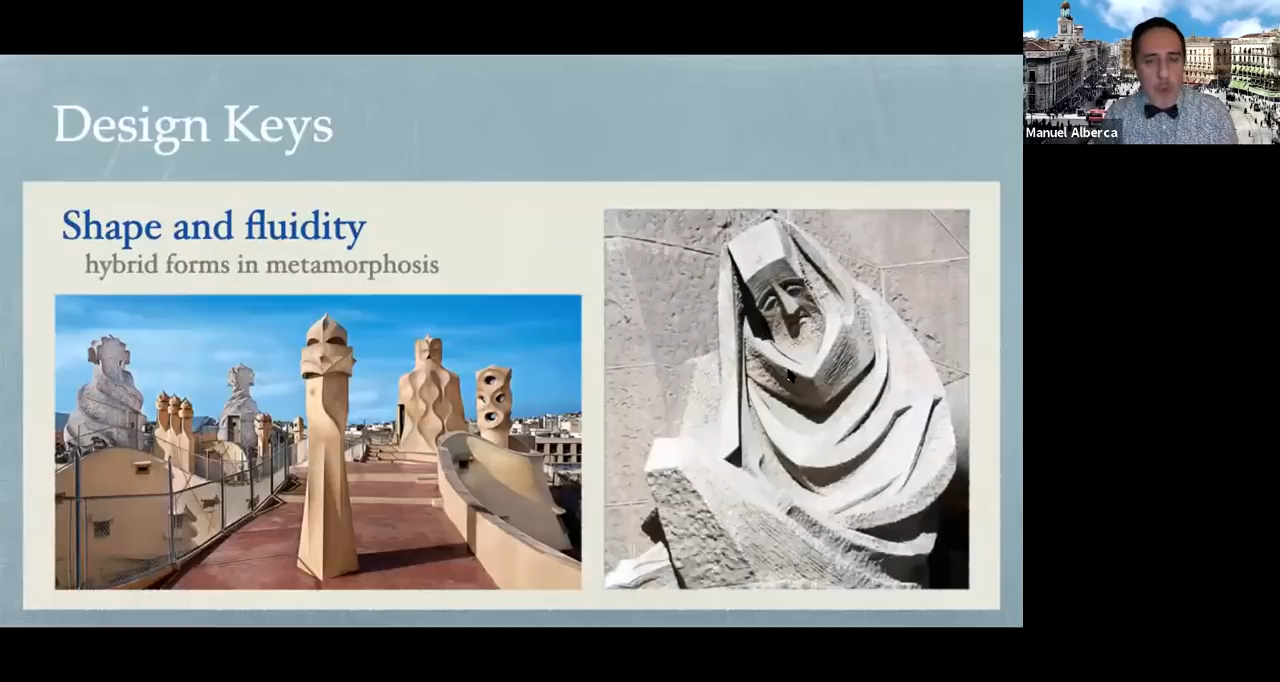 Design Keys
Shape and fluidity
hybrid forms in metamorphosis
Manuel Alberca